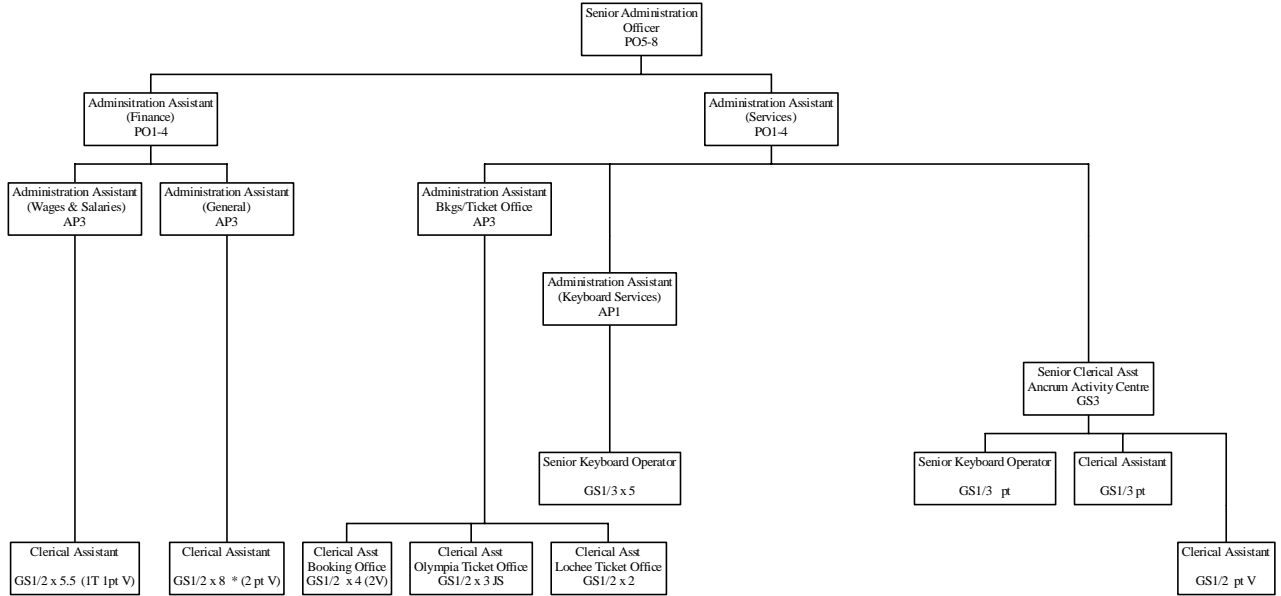 Senior Administration
Officer
PO5-8
Adminsitration Assistant
(Finance)
PO1-4
Administration Assistant
(Services)
PO1-4
Administration Assistant
(Wages & Salaries)
AP3
Administration Assistant
(General)
AP3
Administration Assistant
Bkgs/Ticket Office
AP3
Administration Assistant
(Keyboard Services)
AP1
Senior Clerical Asst
Ancrum Activity Centre
GS3
Senior Keyboard Operator
GS1/3 x 5
Senior Keyboard Operator
GS1/3 pt
Clerical Assistant
GS1/3 pt
Clerical Assistant
GS1/2 x 5.5 (1T 1pt V)
Clerical Assistant
GS1/2 x 8 * (2 pt V)
Clerical Asst
Booking Office
GS1/2 x 4 (2V)
Clerical Asst
Olympia Ticket Office
GS1/2 x 3 JS
Clerical Asst
Lochee Ticket Office
GS1/2 x 2
Clerical Assistant
GS1/2 pt V